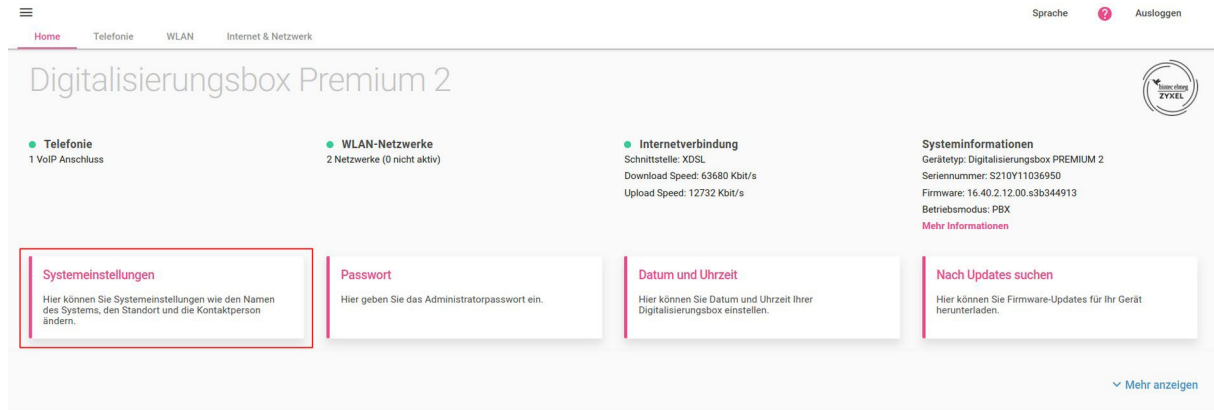 Sprache
?
Ausloggen
Home
Telefonie
WLAN
Internet & Netzwerk
Digitalisierungsbox Premium 2
bintec elmeg
ZYXEL
Telefonie
1 VoIP Anschluss
WLAN-Netzwerke
2 Netzwerke (0 nicht aktiv)
Internetverbindung
Schnittstelle: XDSL
Download Speed: 63680 Kbit/s
Upload Speed: 12732 Kbit/s
Systeminformationen
Gerätetyp: Digitalisierungsbox PREMIUM 2
Seriennummer: S210Y11036950
Firmware: 16.40.2.12.00.s3b344913
Betriebsmodus: PBX
Mehr Informationen
Systemeinstellungen
Hier können Sie Systemeinstellungen wie den Namen
des Systems, den Standort und die Kontaktperson
ändern.
Passwort
Hier geben Sie das Administratorpasswort ein.
Datum und Uhrzeit
Hier können Sie Datum und Uhrzeit Ihrer
Digitalisierungsbox einstellen.
Nach Updates suchen
Hier können Sie Firmware-Updates für Ihr Gerät
herunterladen.
Mehr anzeigen